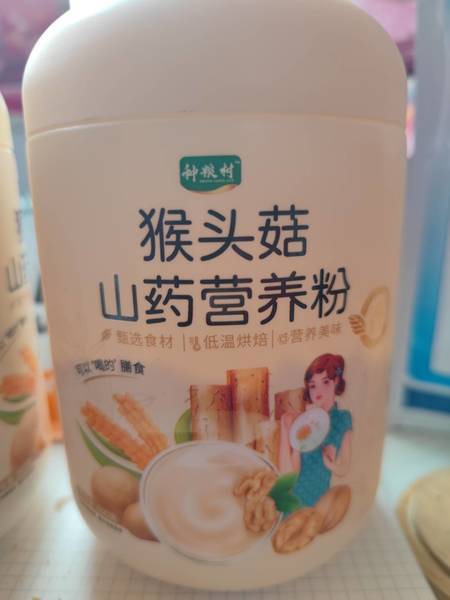 种粮村
猴头菇
山药营养粉
甄选食材 低温烘焙 营养美味
可以"喝的"膳食